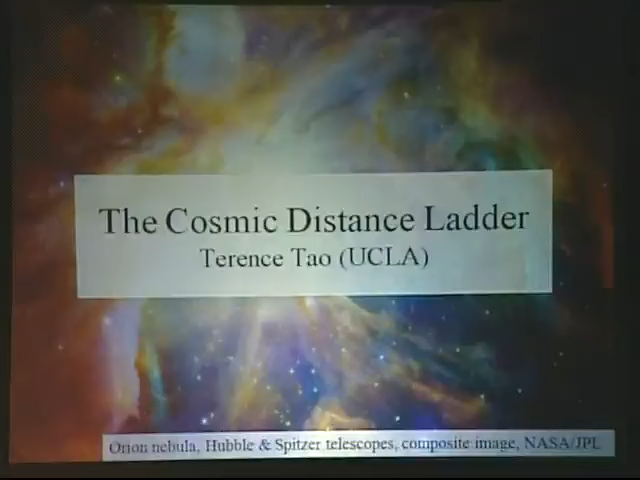 The Cosmic Distance Ladder
Terence Tao (UCLA)
Orion nebula, Hubble & Spitzer telescopes, composite image, NASA/JPL